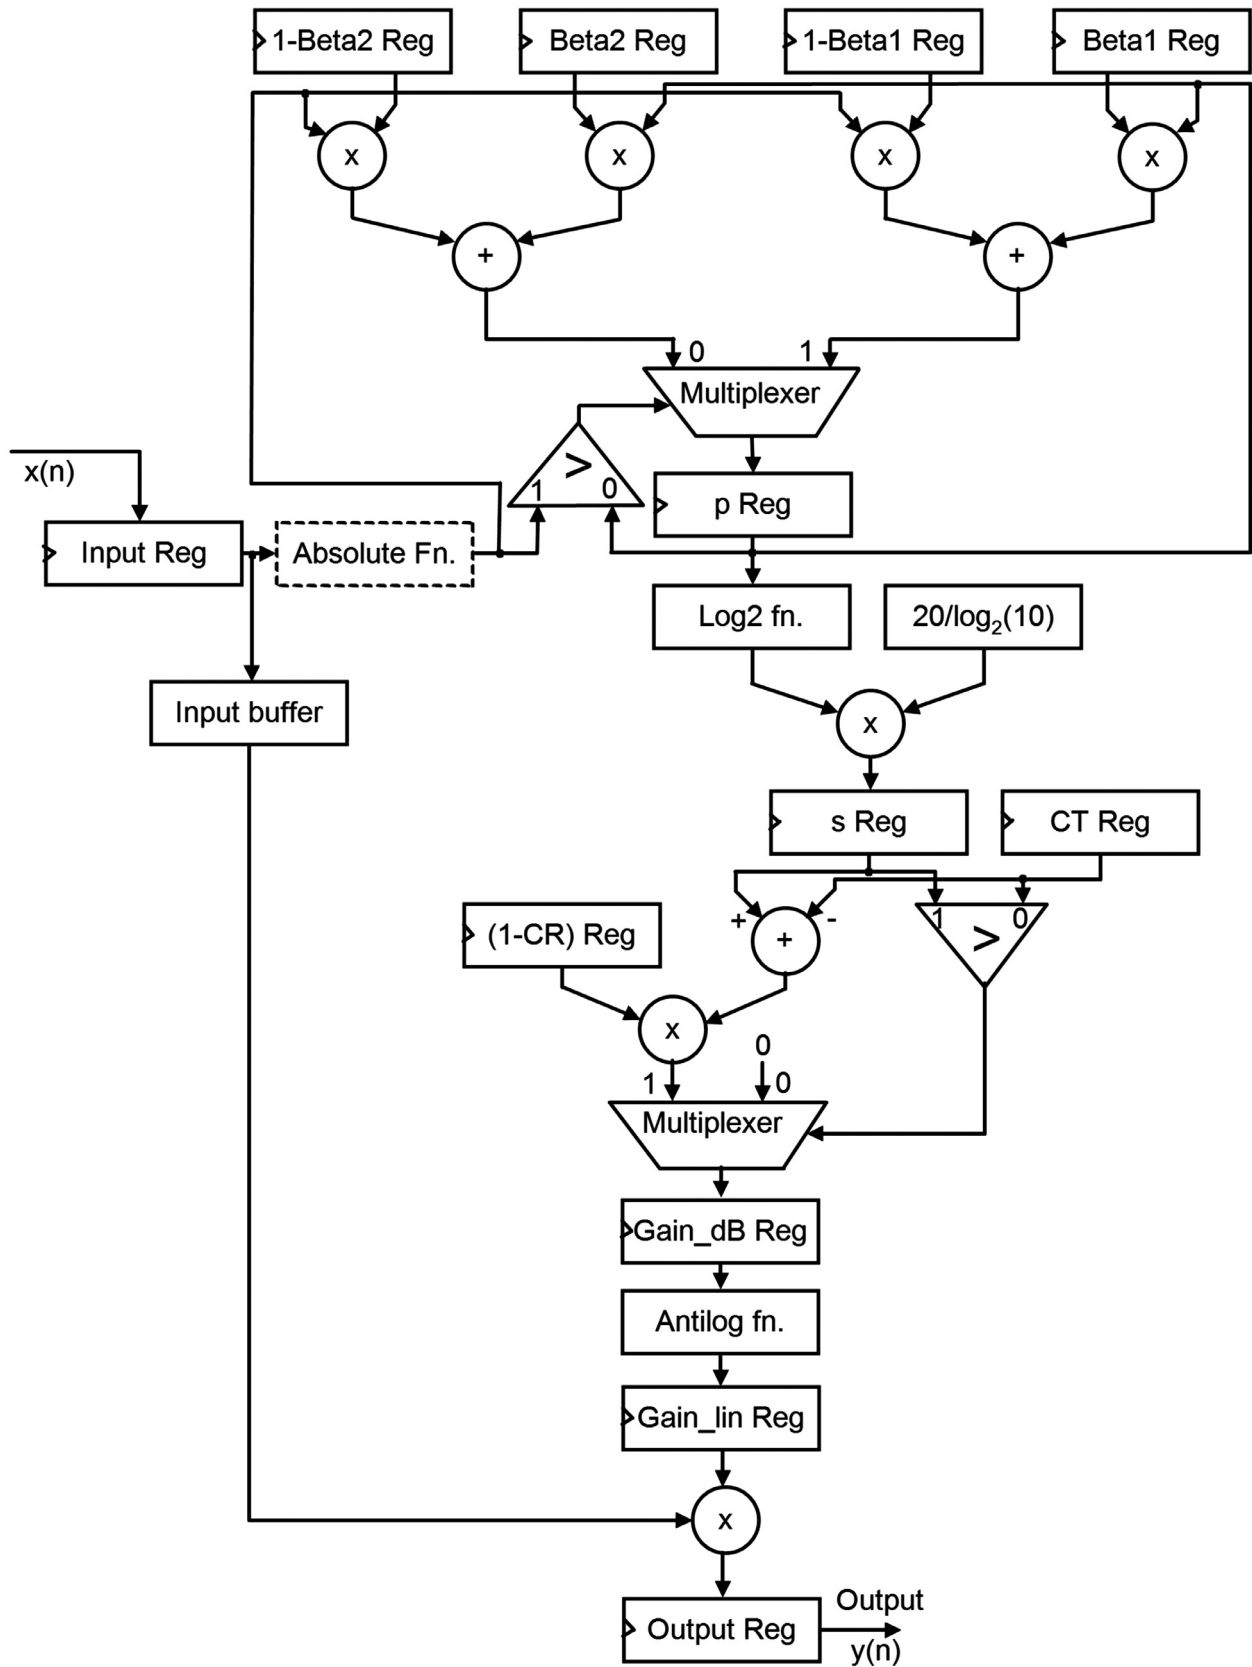 1-Beta2 Reg
Beta2 Reg
1-Beta1 Reg
Beta1 Reg
x
x
x
x
+
+
0
1
Multiplexer
x(n)
>
1
0
p Reg
Input Reg
Absolute Fn.
Log2 fn.
20/log₂(10)
Input buffer
x
s Reg
CT Reg
(1-CR) Reg
+
-
+
1
0
>
x
0
1
0
Multiplexer
Gain_dB Reg
Antilog fn.
Gain_lin Reg
x
Output Reg
Output
y(n)